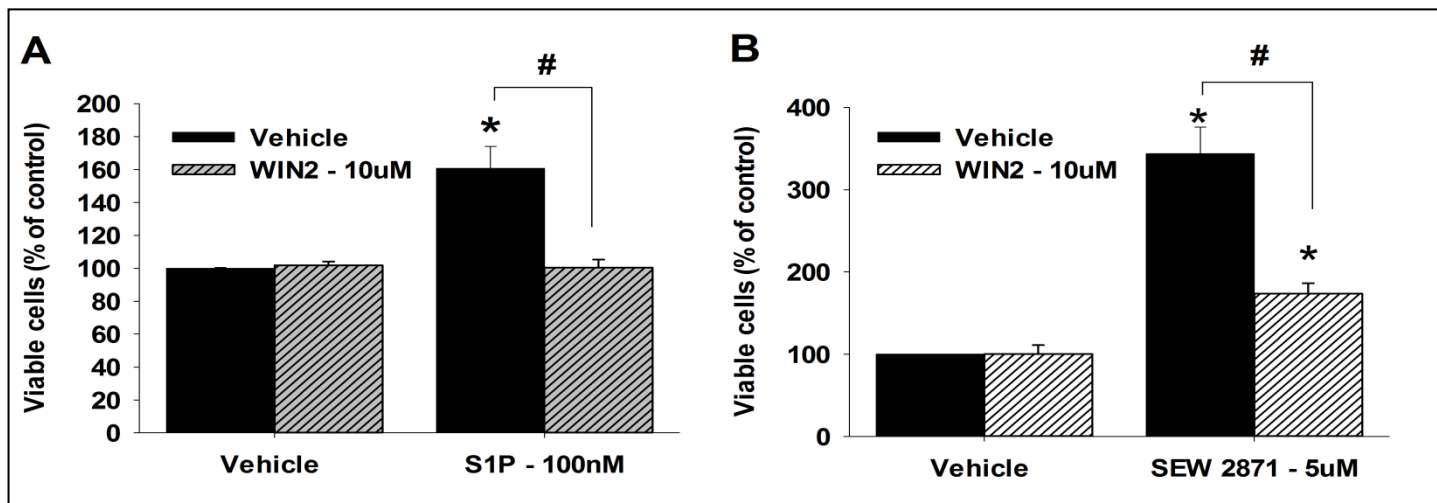 A
#
Viable cells (% of control)
200
180
160
140
120
100
80
60
40
20
0
Vehicle
WIN2 - 10uM
*
Vehicle
S1P - 100nM
B
#
Viable cells (% of control)
400
300
200
100
0
Vehicle
WIN2 - 10uM
*
*
Vehicle
SEW 2871 - 5uM